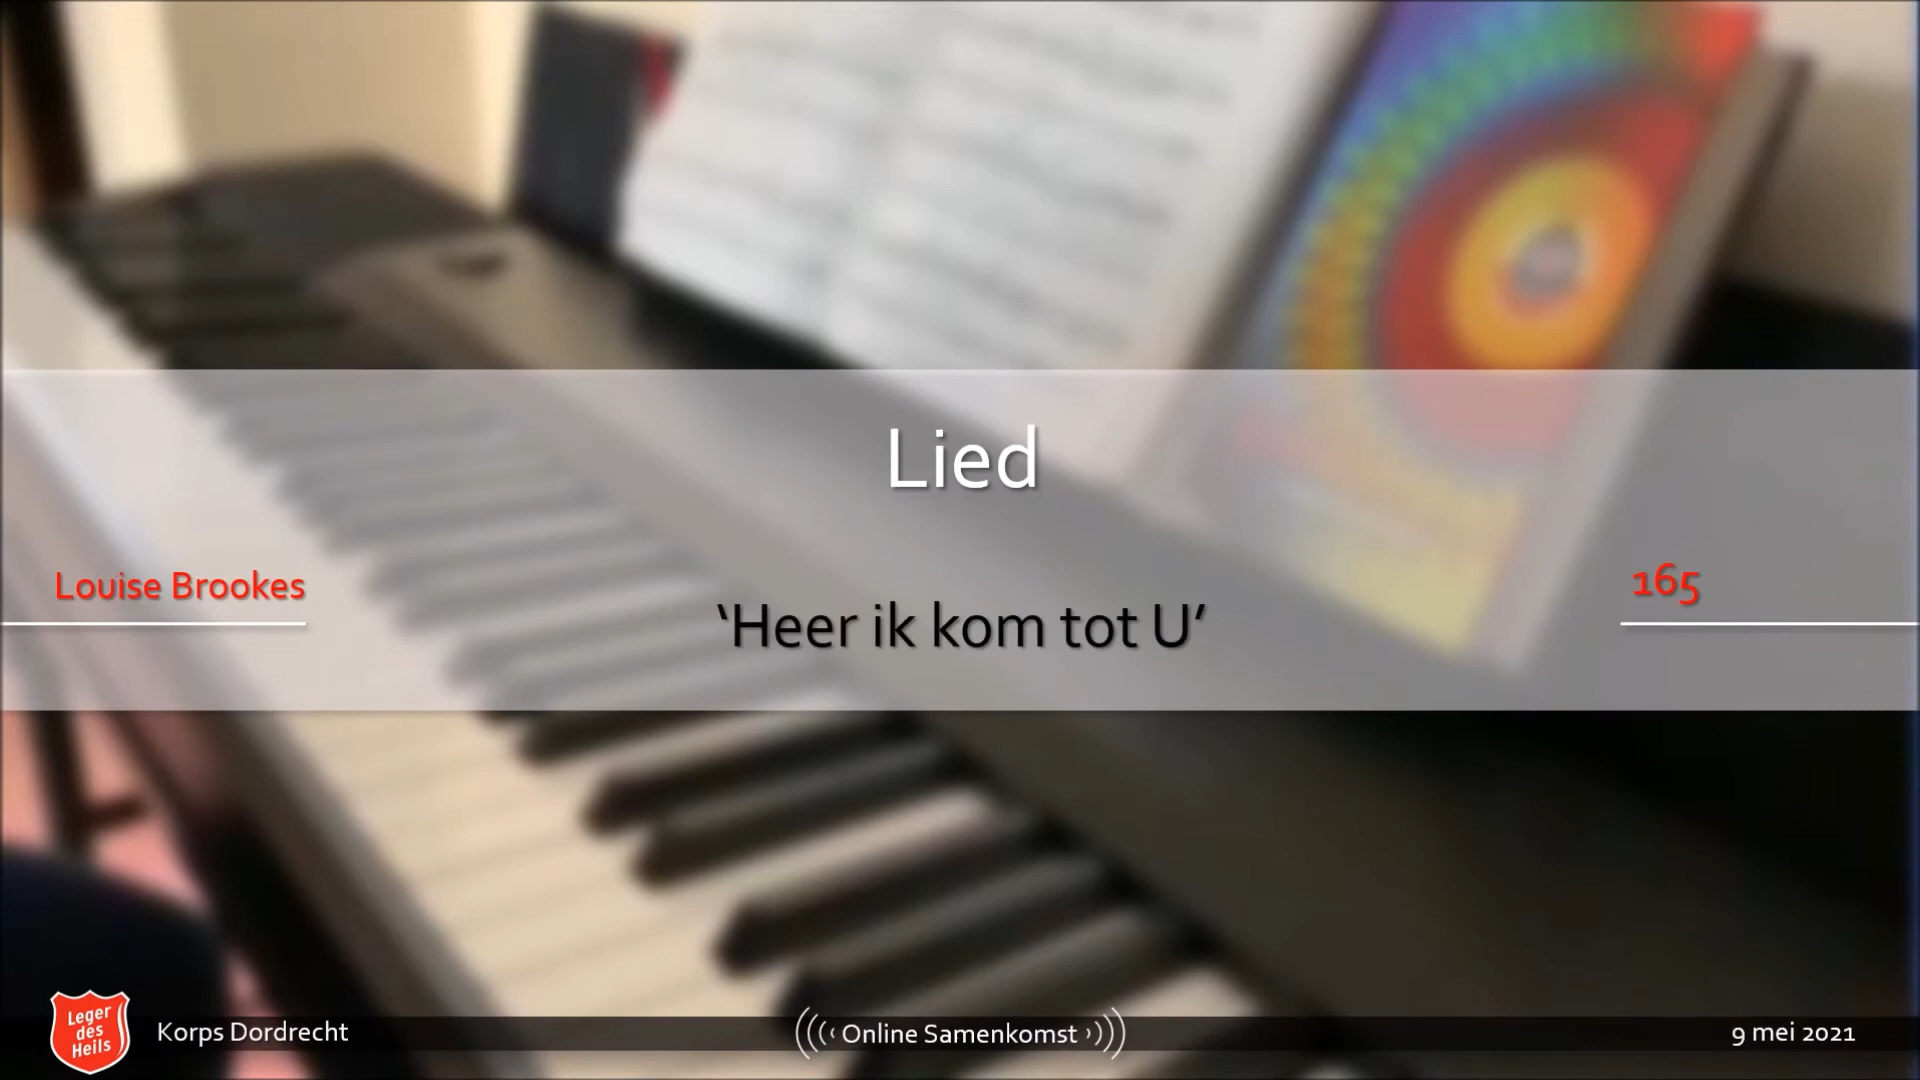 Lied
Louise Brookes
165
‘Heer ik kom tot U’
Leger
des
Heils
Korps Dordrecht
Online Samenkomst
9 mei 2021